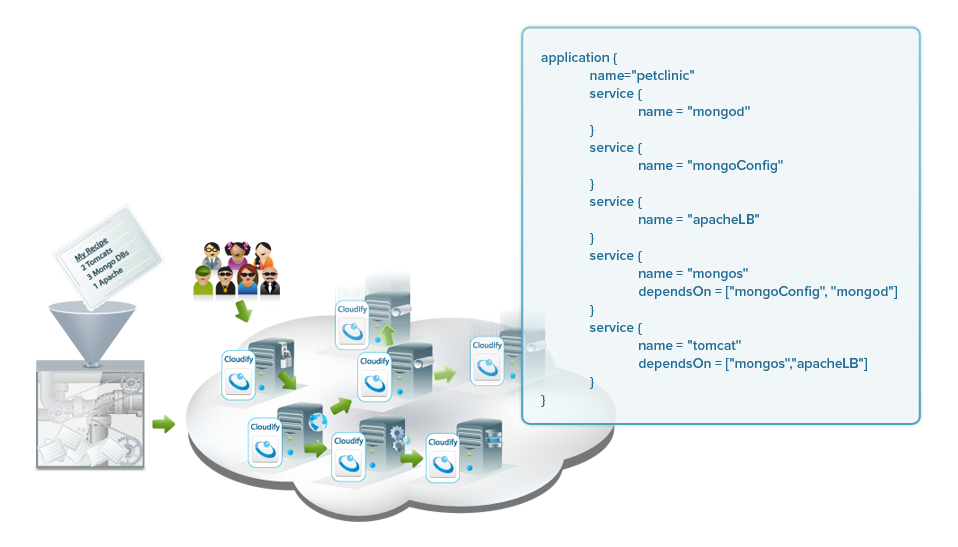 My Recipe
2 Tomcats
3 Mongo DBs
1 Apache
Cloudify
Cloudify
Cloudify
Cloudify
Cloudify
Cloudify
Cloudify
application {
name="petclinic"
service {
name = "mongod"
}
service {
name = "mongoConfig"
}
service {
name = "apacheLB"
}
service {
name = "mongos"
dependsOn = ["mongoConfig", "mongod"]
}
service {
name = "tomcat"
dependsOn = ["mongos","apacheLB"]
}
}